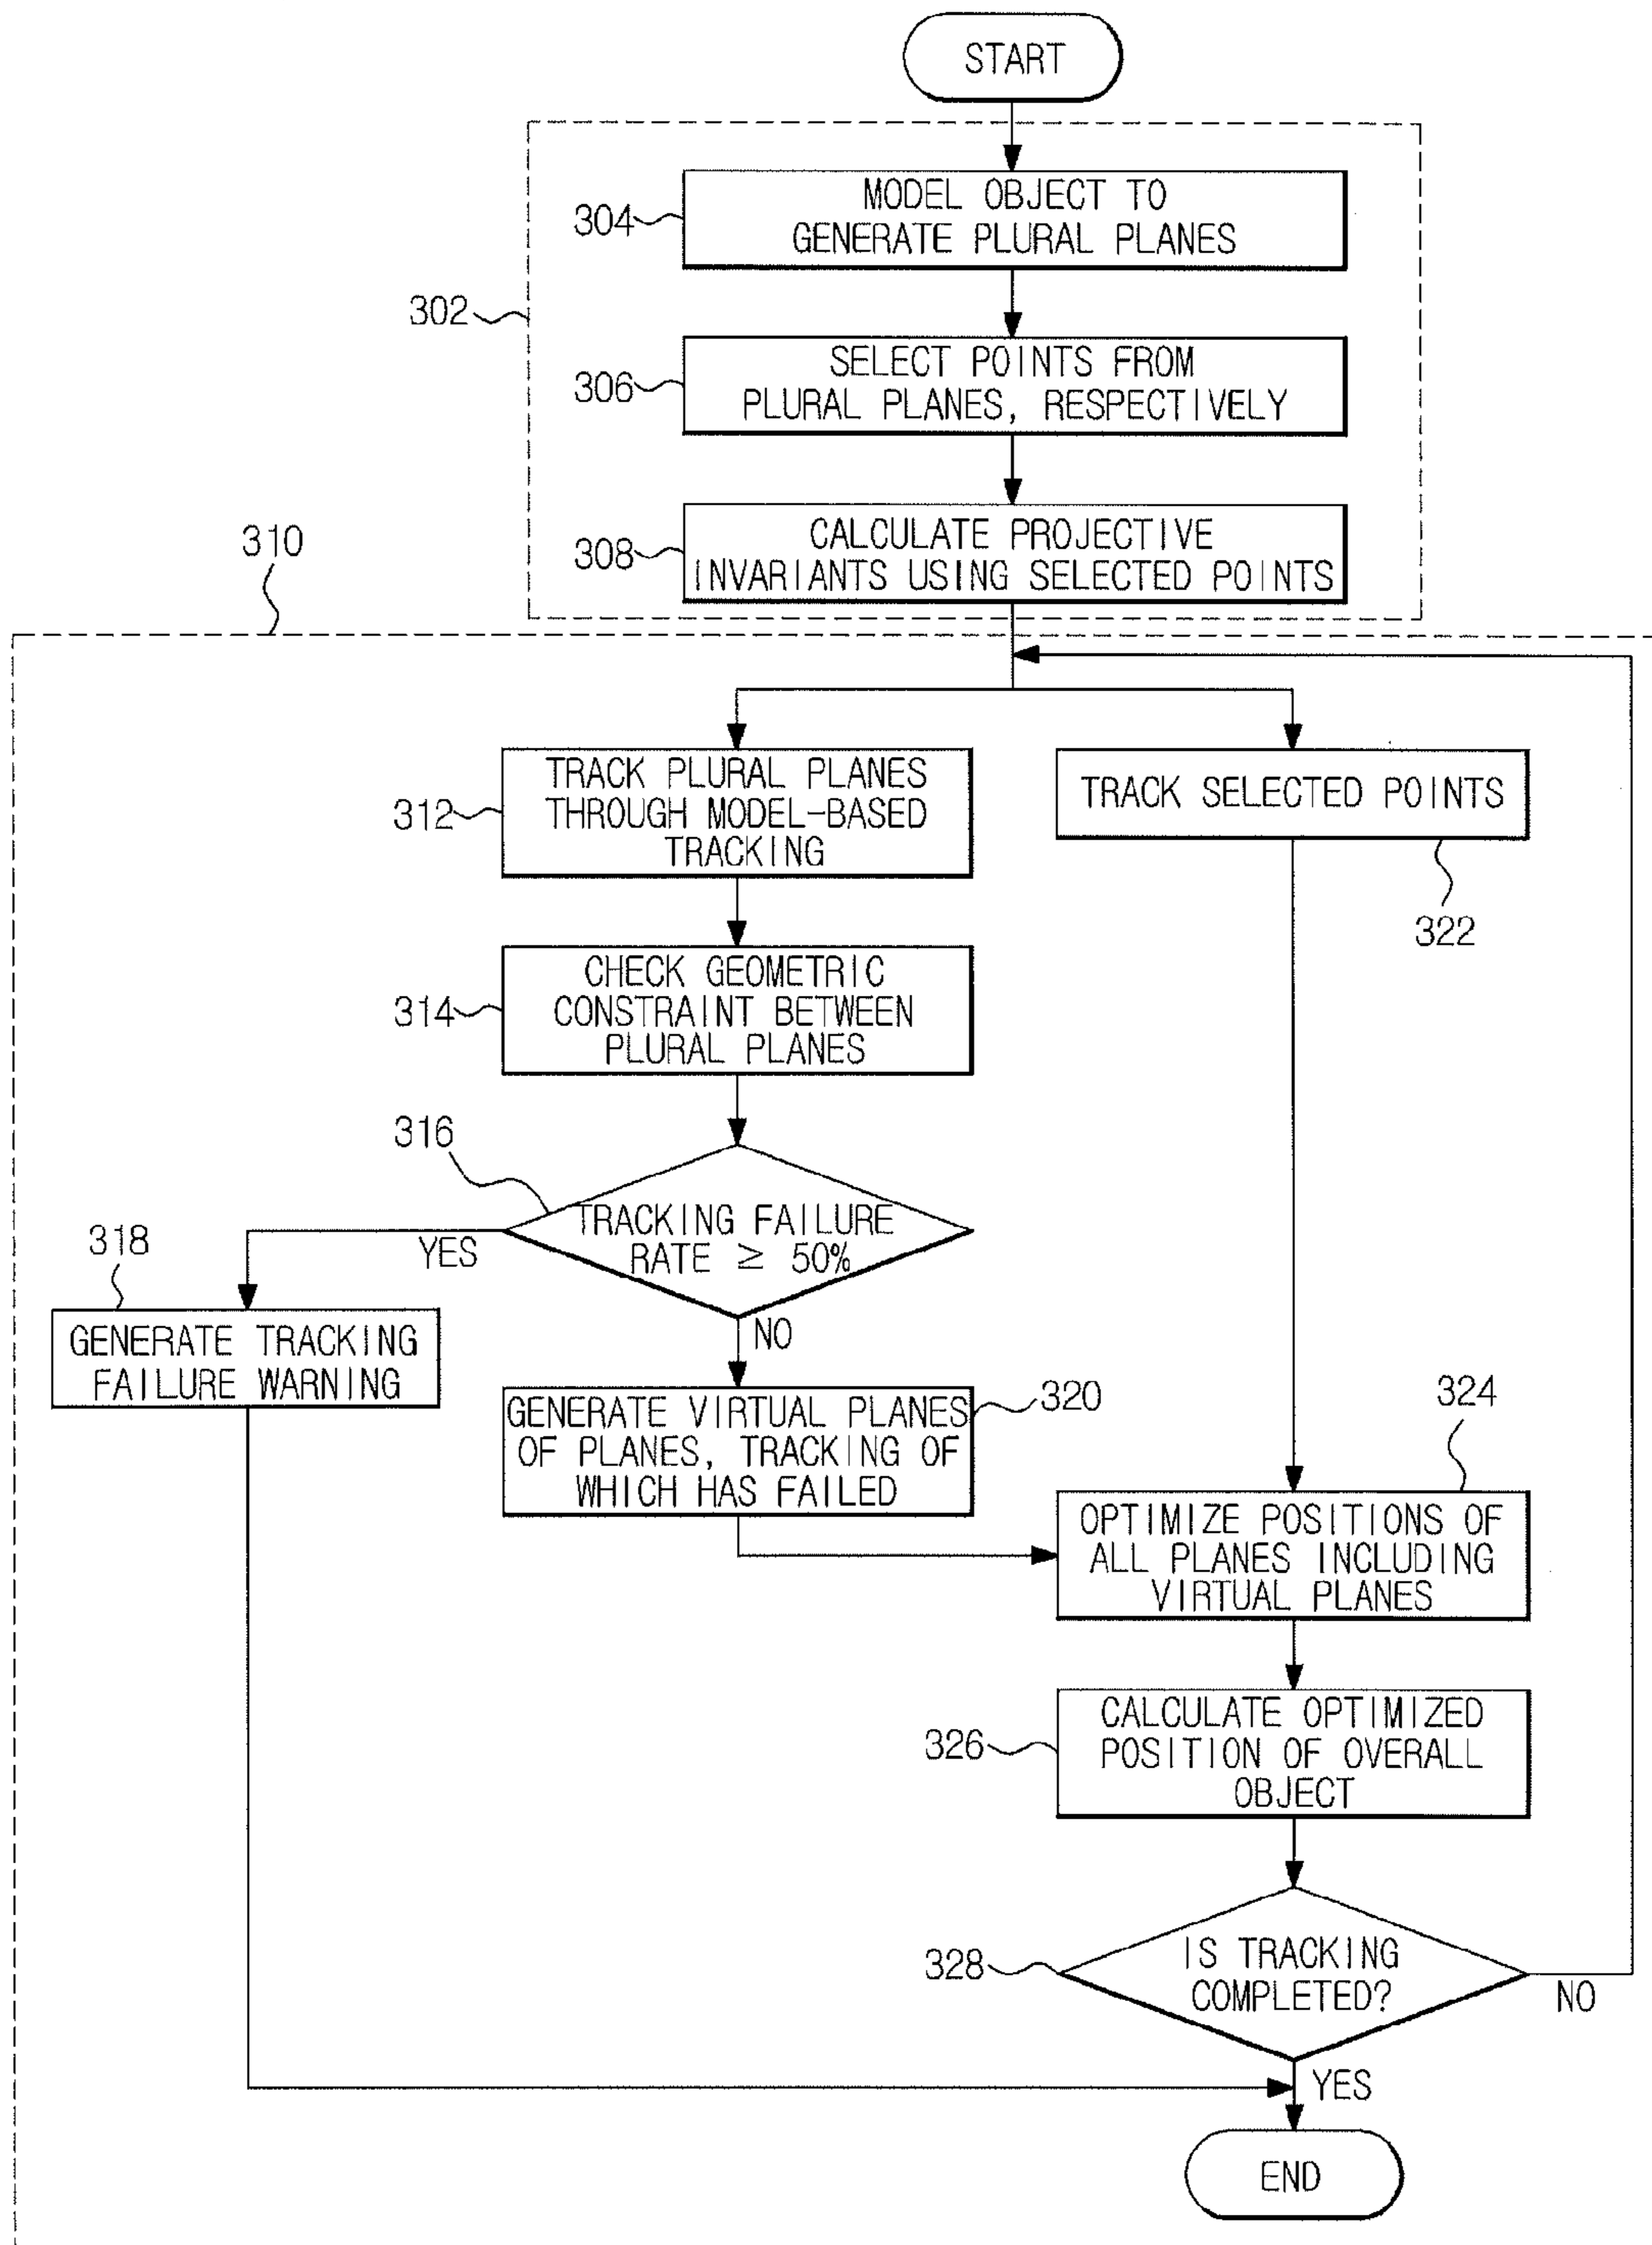 START
302
304
MODEL OBJECT TO
GENERATE PLURAL PLANES
306
SELECT POINTS FROM
PLURAL PLANES, RESPECTIVELY
308
CALCULATE PROJECTIVE
INVARIANTS USING SELECTED POINTS
310
312
TRACK PLURAL PLANES
THROUGH MODEL-BASED
TRACKING
TRACK SELECTED POINTS
322
314
CHECK GEOMETRIC
CONSTRAINT BETWEEN
PLURAL PLANES
316
TRACKING FAILURE
RATE ≥ 50%
YES
NO
318
GENERATE TRACKING
FAILURE WARNING
320
GENERATE VIRTUAL PLANES
OF PLANES, TRACKING OF
WHICH HAS FAILED
324
OPTIMIZE POSITIONS OF
ALL PLANES INCLUDING
VIRTUAL PLANES
326
CALCULATE OPTIMIZED
POSITION OF OVERALL
OBJECT
328
IS TRACKING
COMPLETED?
NO
YES
END